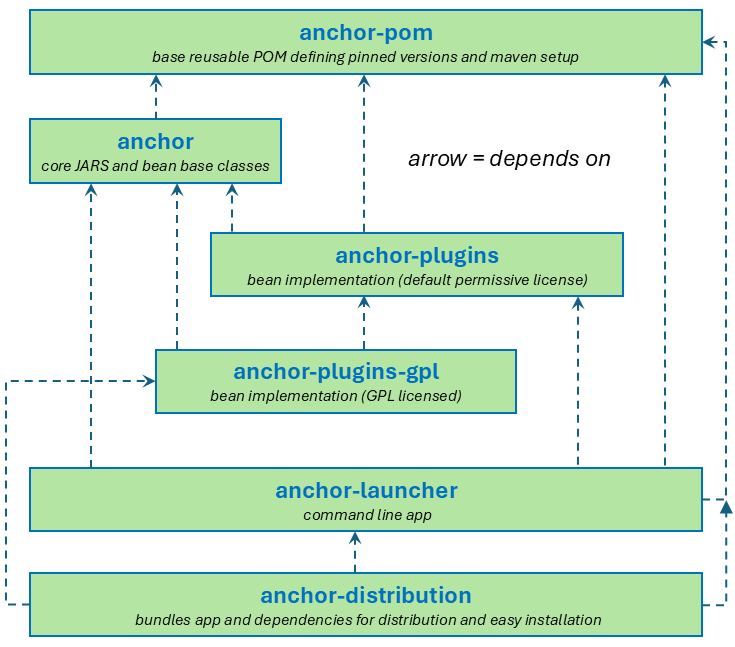 anchor-pom
base reusable POM defining pinned versions and maven setup
anchor
core JARS and bean base classes
arrow = depends on
anchor-plugins
bean implementation (default permissive license)
anchor-plugins-gpl
bean implementation (GPL licensed)
anchor-launcher
command line app
anchor-distribution
bundles app and dependencies for distribution and easy installation